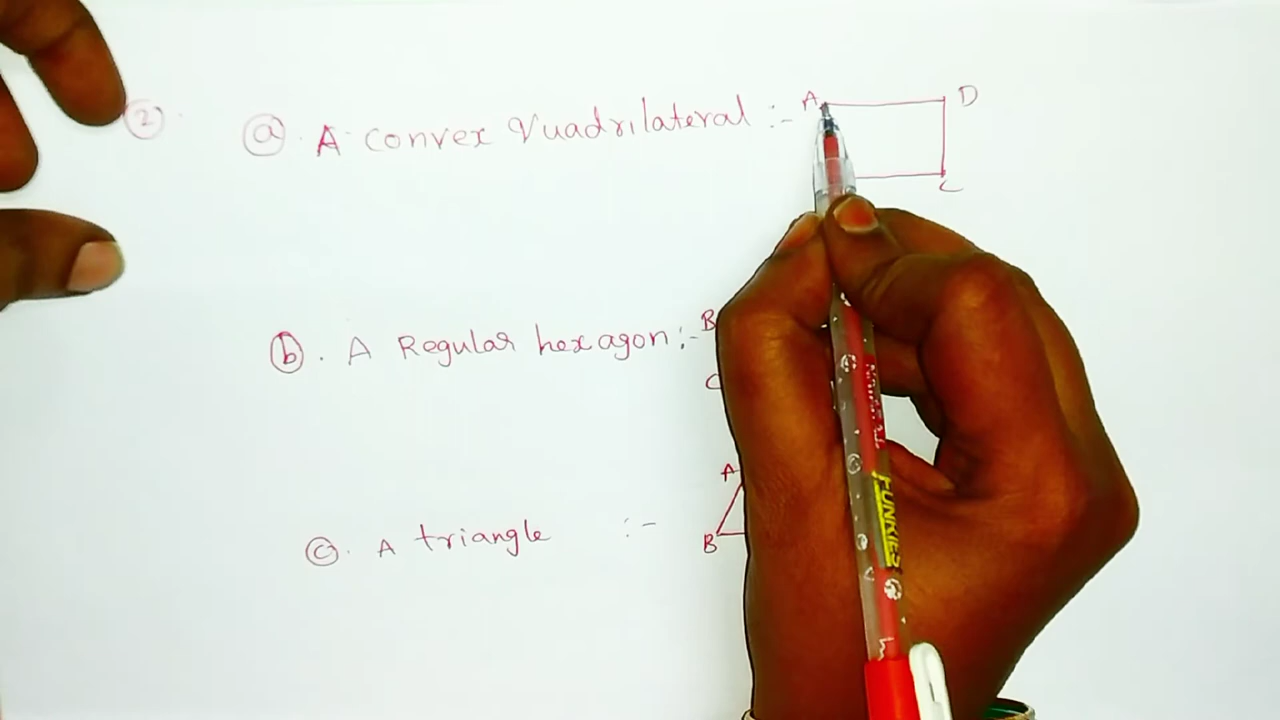 2. a. A convex Quadrilateral :- A D
C
b. A Regular hexagon :- B
C
A
c. A triangle :- B
FUNKIES